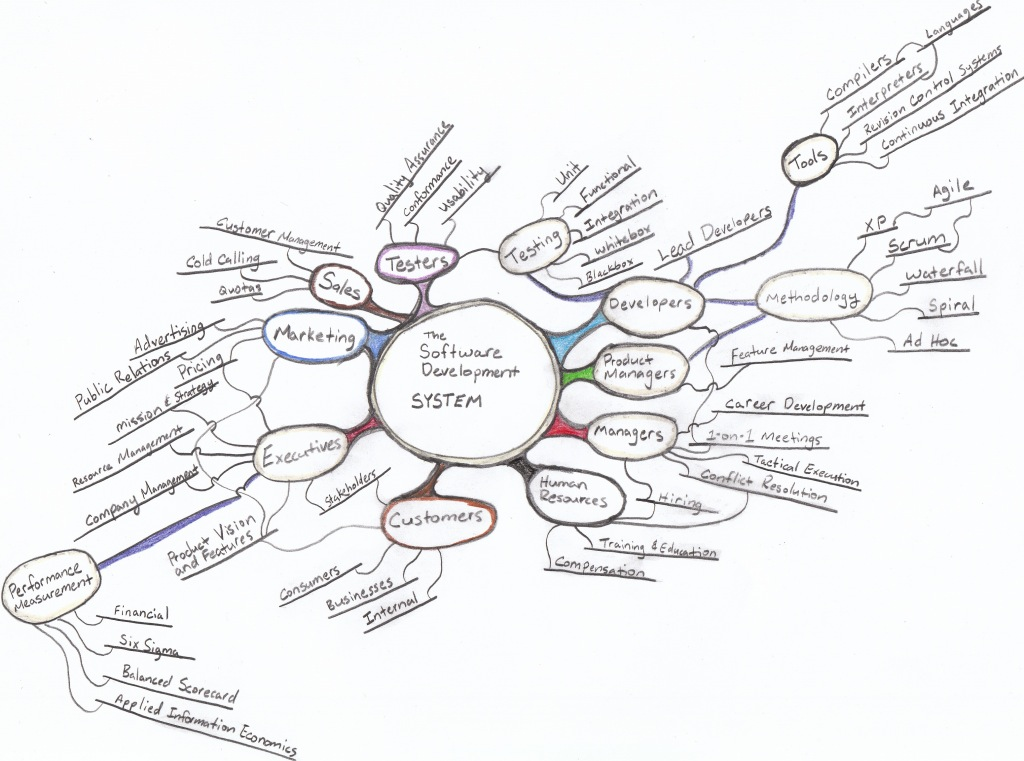 The
Software
Development
SYSTEM
Testers
Quality Assurance
Conformance
Usability
Testing
Unit
Functional
Integration
Whitebox
Blackbox
Developers
Lead Developers
Tools
Compilers
Languages
Interpreters
Revision Control Systems
Continuous Integration
Methodology
Agile
XP
Scrum
Waterfall
Spiral
Ad Hoc
Product
Managers
Feature Management
Managers
Career Development
1-on-1 Meetings
Tactical Execution
Conflict Resolution
Hiring
Human
Resources
Training & Education
Compensation
Customers
Stakeholders
Consumers
Businesses
Internal
Executives
Mission & Strategy
Resource Management
Company Management
Product Vision
and Features
Performance
Measurement
Financial
Six Sigma
Balanced Scorecard
Applied Information Economics
Marketing
Advertising
Public Relations
Pricing
Sales
Customer Management
Cold Calling
Quotas